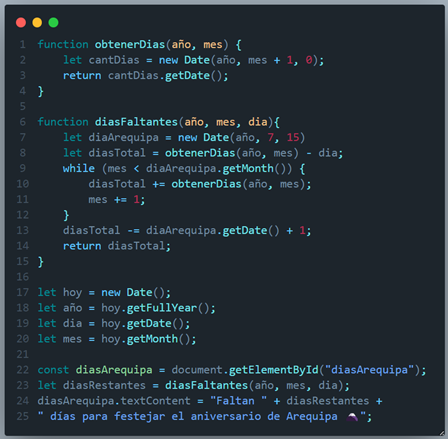 1 function obtenerDias(año, mes) {
2 let cantDias = new Date(año, mes + 1, 0);
3 return cantDias.getDate();
4 }
5
6 function diasFaltantes(año, mes, dia){
7 let diaArequipa = new Date(año, 7, 15)
8 let diasTotal = obtenerDias(año, mes) - dia;
9 while (mes < diaArequipa.getMonth()) {
10 diasTotal += obtenerDias(año, mes);
11 mes += 1;
12 }
13 diasTotal -= diaArequipa.getDate() + 1;
14 return diasTotal;
15 }
16
17 let hoy = new Date();
18 let año = hoy.getFullYear();
19 let dia = hoy.getDate();
20 let mes = hoy.getMonth();
21
22 const diasArequipa = document.getElementById("diasArequipa");
23 let diasRestantes = diasFaltantes(año, mes, dia);
24 diasArequipa.textContent = "Faltan " + diasRestantes +
25 " días para festejar el aniversario de Arequipa 🌋";